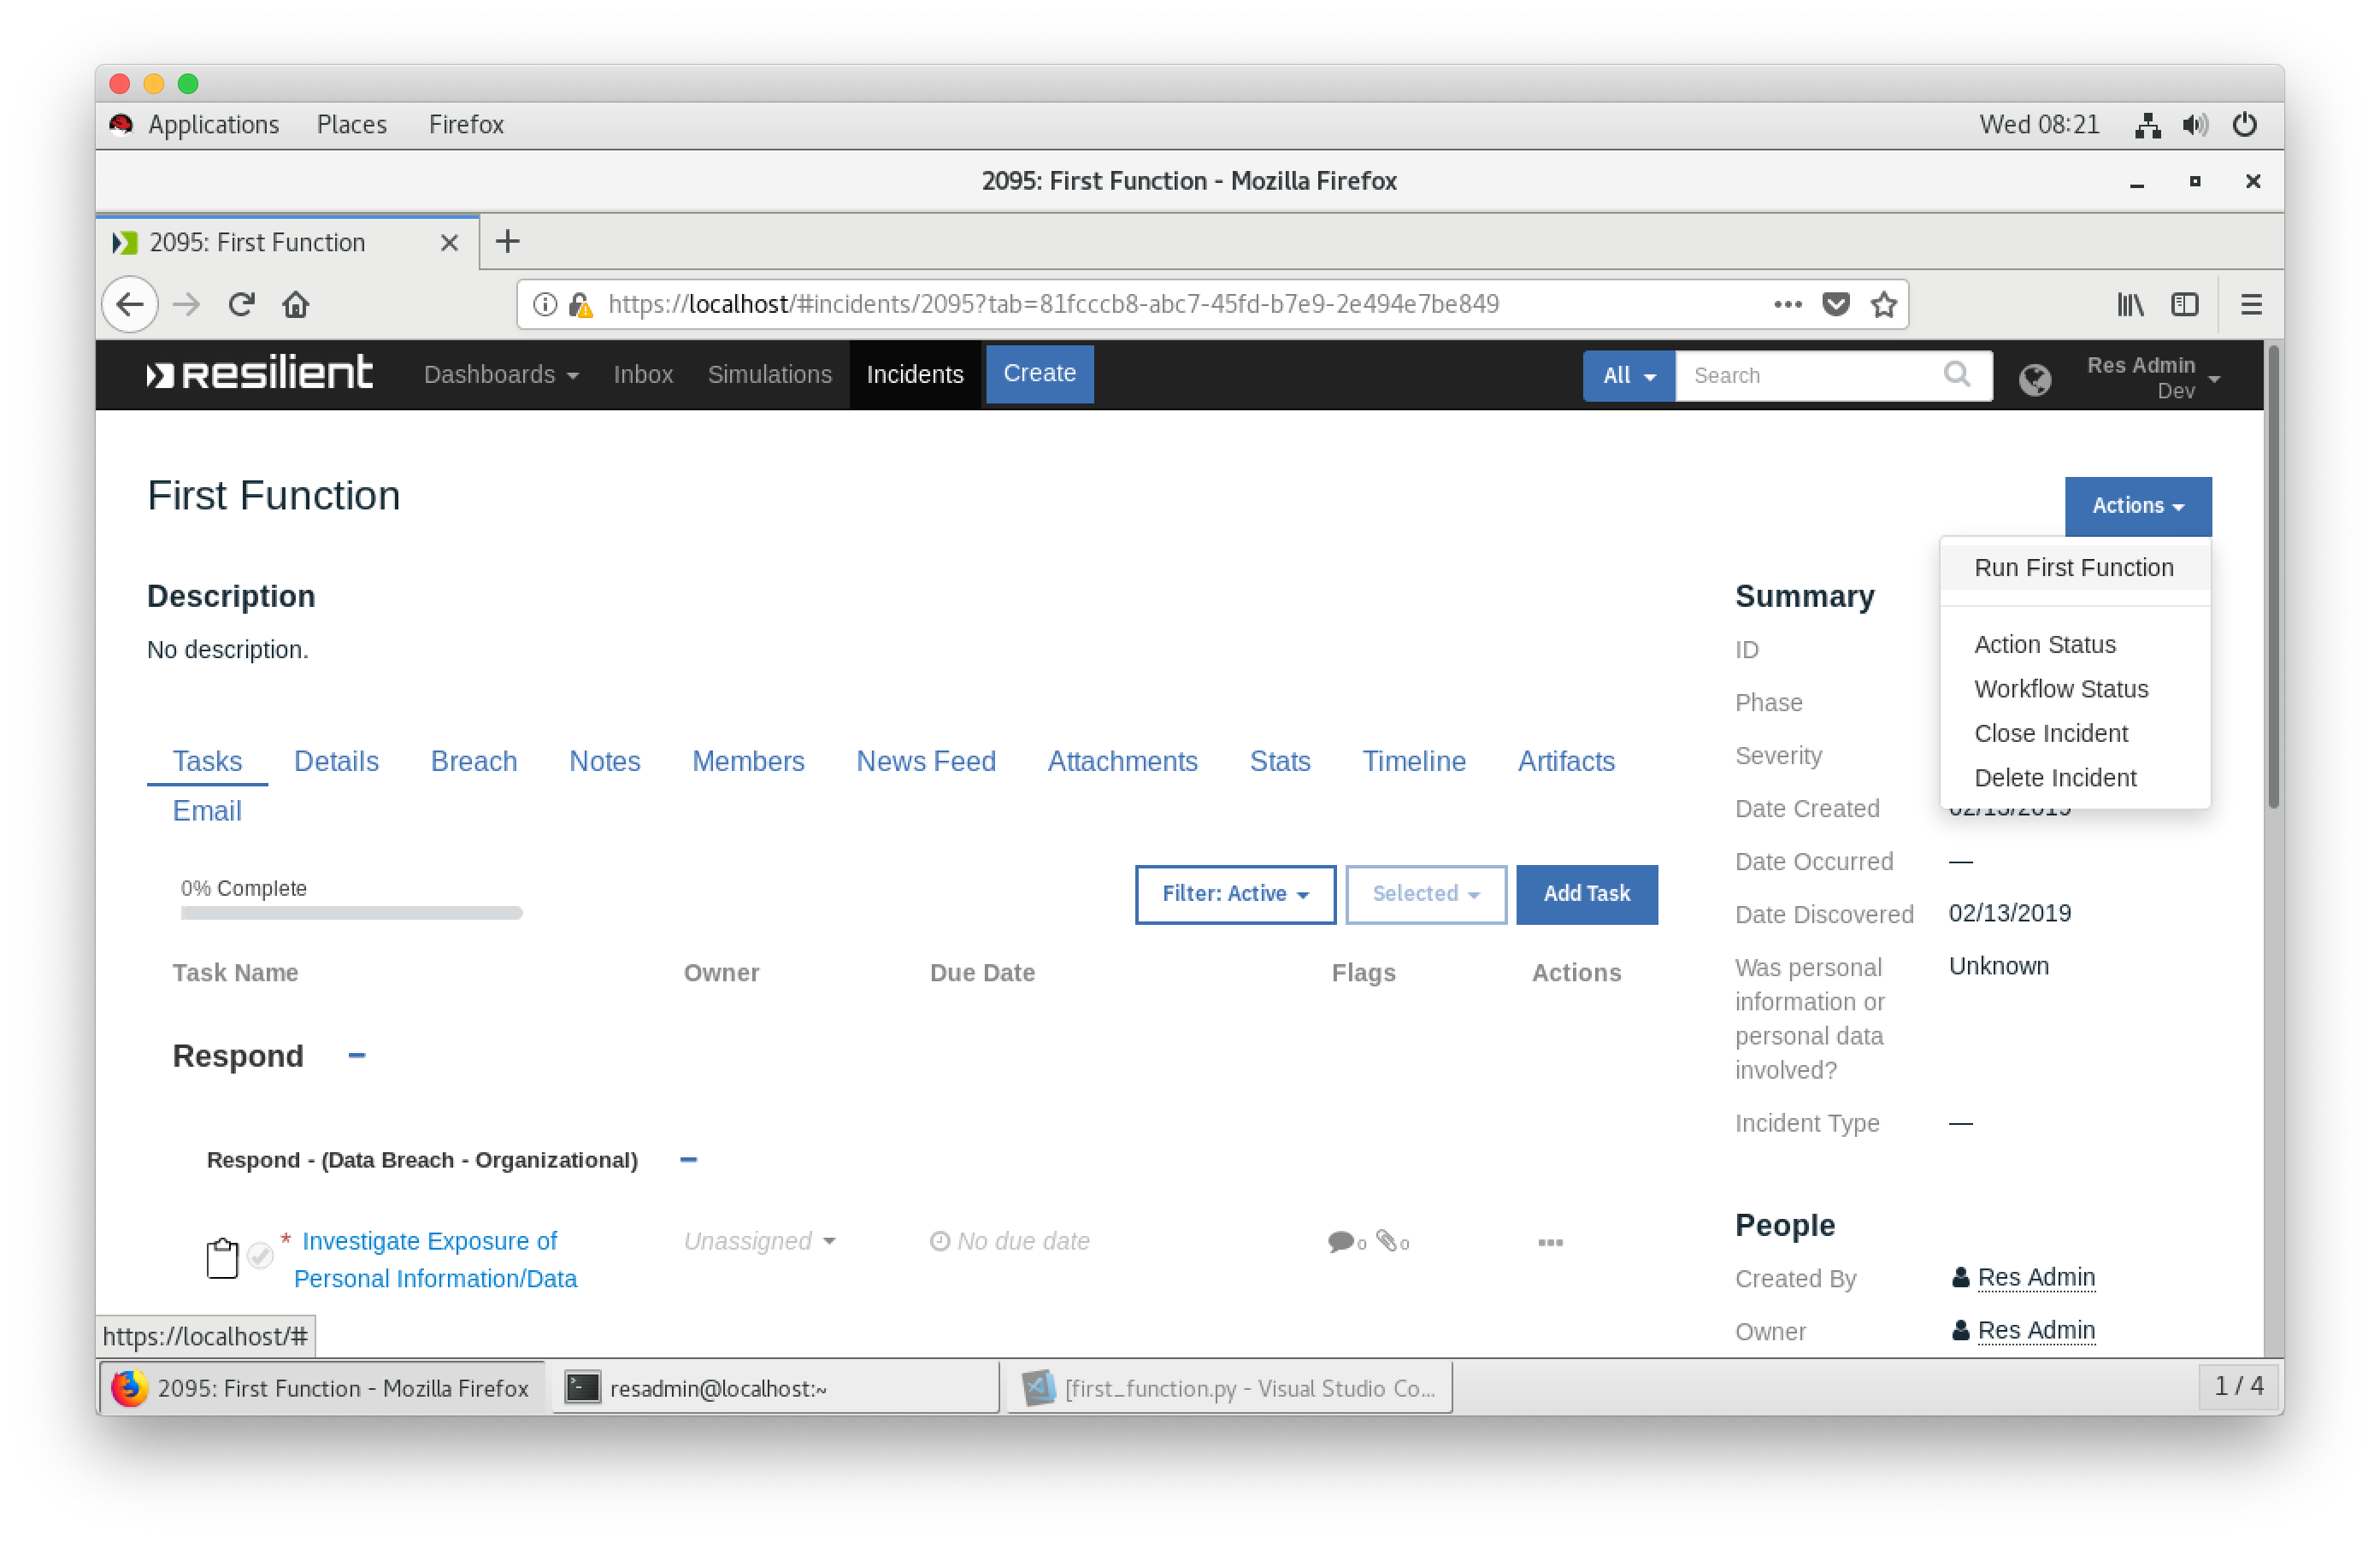 Applications Places Firefox Wed 08:21
2095: First Function - Mozilla Firefox
2095: First Function
https://localhost/#incidents/2095?tab=81fcccb8-abc7-45fd-b7e9-2e494e7be849
resilient Dashboards Inbox Simulations Incidents Create All Search Res Admin
Dev
First Function
Actions
Run First Function
Action Status
Workflow Status
Close Incident
Delete Incident
Description
No description.
Tasks Details Breach Notes Members News Feed Attachments Stats Timeline Artifacts
Email
0% Complete
Filter: Active Selected Add Task
Task Name Owner Due Date Flags Actions
Respond
Respond - (Data Breach - Organizational)
* Investigate Exposure of Unassigned No due date 0 0
Personal Information/Data
Summary
ID
Phase
Severity
Date Created 02/13/2019
Date Occurred —
Date Discovered 02/13/2019
Was personal Unknown
information or
personal data
involved?
Incident Type —
People
Created By Res Admin
Owner Res Admin
https://localhost/#
2095: First Function - Mozilla Firefox resadmin@localhost:~ [first_function.py - Visual Studio Co... 1 / 4